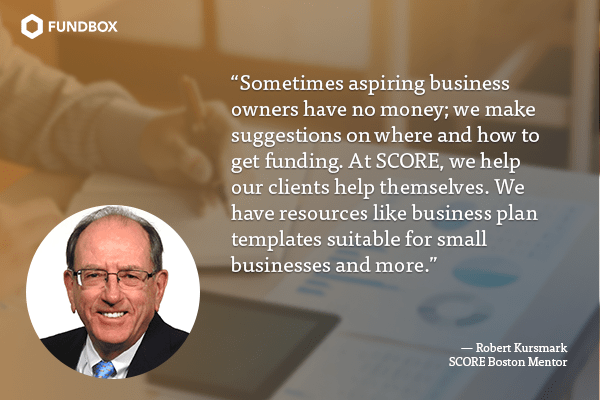 FUNDBOX
“Sometimes aspiring business
owners have no money; we make
suggestions on where and how to
get funding. At SCORE, we help
our clients help themselves. We
have resources like business plan
templates suitable for small
businesses and more.”
— Robert Kursmark
SCORE Boston Mentor